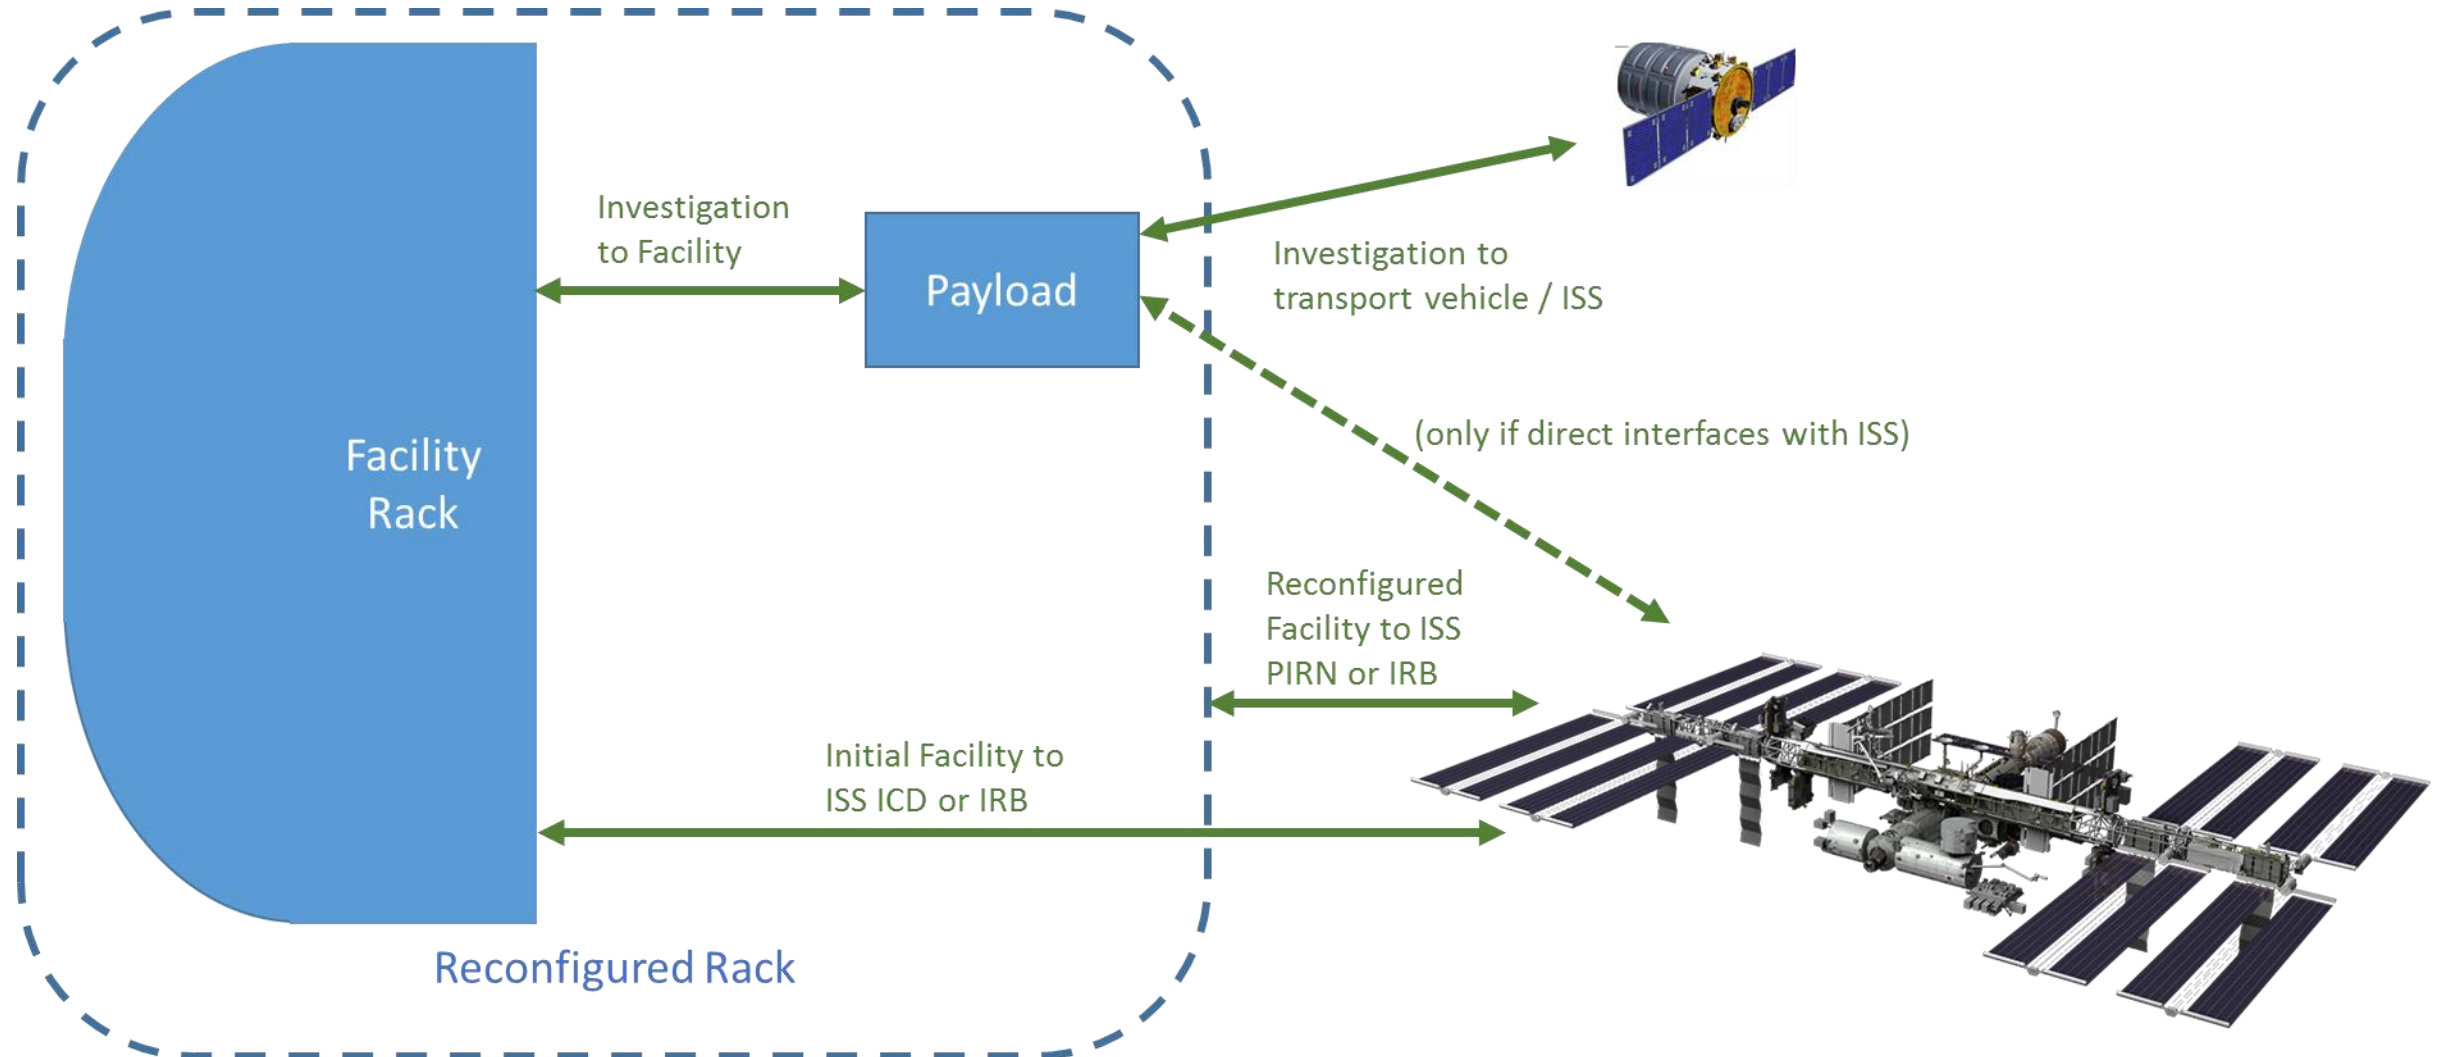 Investigation
to Facility
Payload
Investigation to
transport vehicle / ISS
(only if direct interfaces with ISS)
Facility
Rack
Reconfigured
Facility to ISS
PIRN or IRB
Initial Facility to
ISS ICD or IRB
Reconfigured Rack